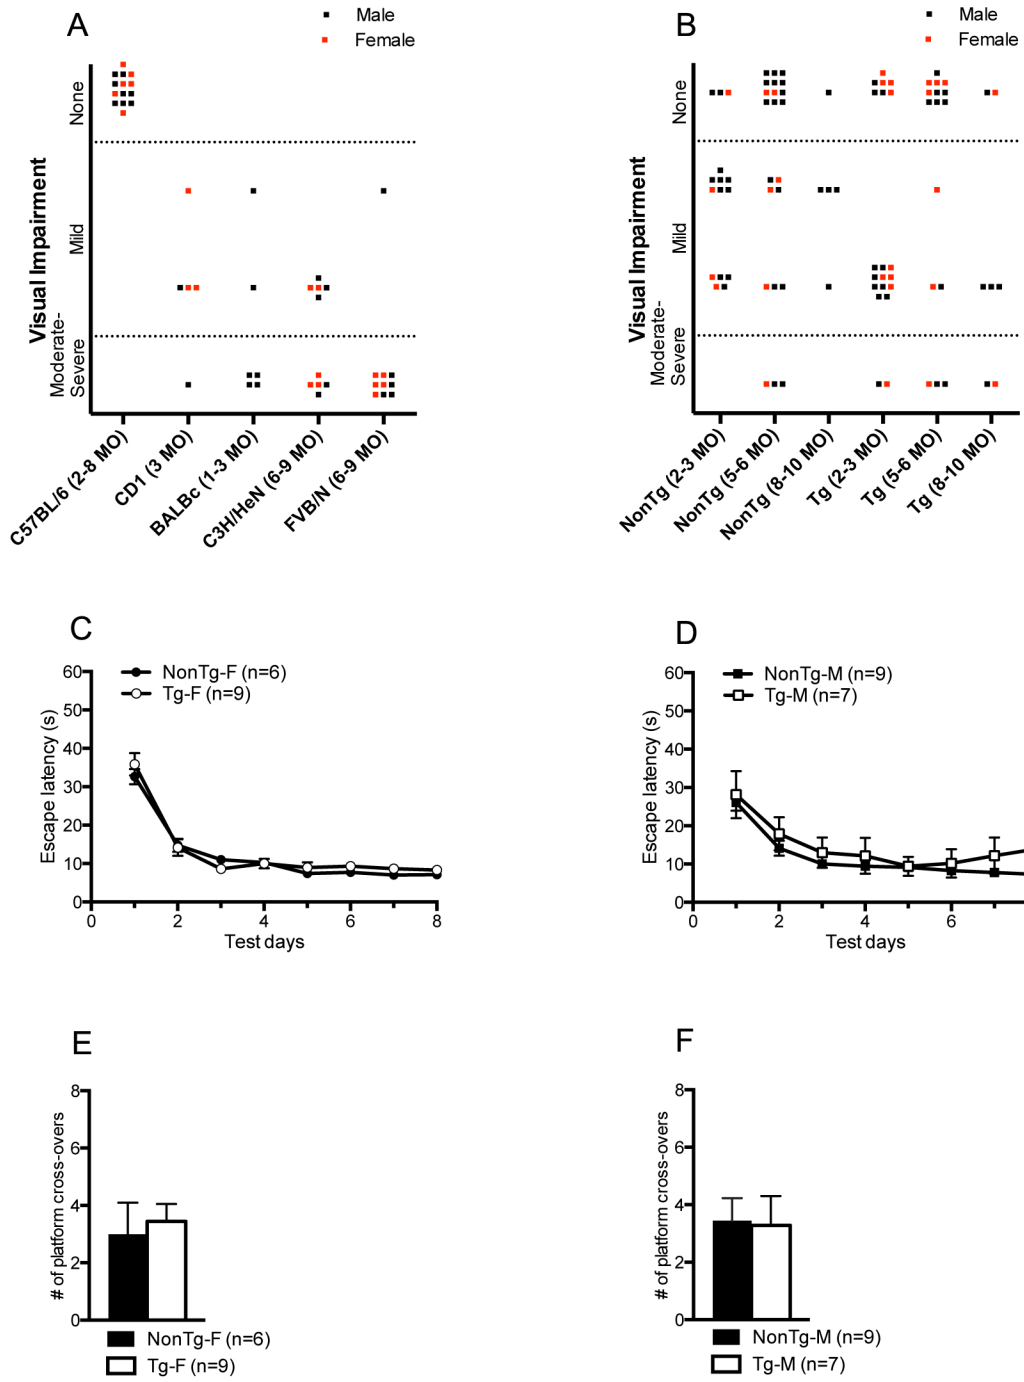 A
Male
Female
Visual Impairment
None
Mild
Moderate-
Severe
C57BL/6 (2-8 MO)
CD1 (3 MO)
BALBc (1-3 MO)
C3H/HeN (6-9 MO)
FVB/N (6-9 MO)
B
Male
Female
Visual Impairment
None
Mild
Moderate-
Severe
NonTg (2-3 MO)
NonTg (5-6 MO)
NonTg (8-10 MO)
Tg (2-3 MO)
Tg (5-6 MO)
Tg (8-10 MO)
C
NonTg-F (n=6)
Tg-F (n=9)
Escape latency (s)
60
50
40
30
20
10
0
0 2 4 6 8
Test days
D
NonTg-M (n=9)
Tg-M (n=7)
Escape latency (s)
60
50
40
30
20
10
0
0 2 4 6
Test days
E
# of platform cross-overs
8
6
4
2
0
NonTg-F (n=6)
Tg-F (n=9)
F
# of platform cross-overs
8
6
4
2
0
NonTg-M (n=9)
Tg-M (n=7)